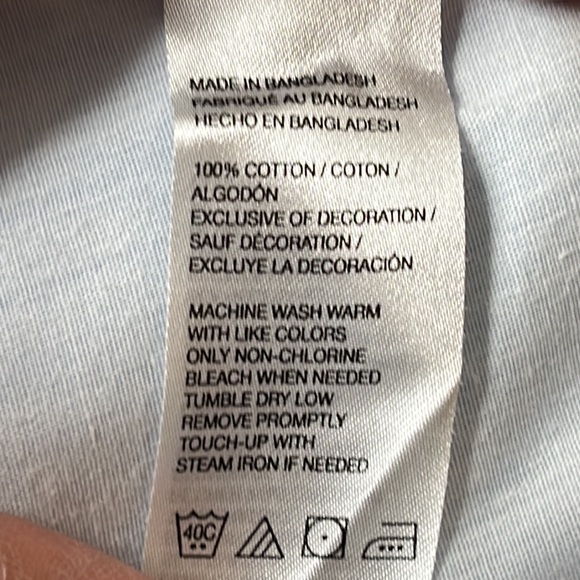 MADE IN BANGLADESH
FABRIQUÉ AU BANGLADESH
HECHO EN BANGLADESH
100% COTTON / COTON /
ALGODÓN
EXCLUSIVE OF DECORATION /
SAUF DÉCORATION /
EXCLUYE LA DECORACIÓN
MACHINE WASH WARM
WITH LIKE COLORS
ONLY NON-CHLORINE
BLEACH WHEN NEEDED
TUMBLE DRY LOW
REMOVE PROMPTLY
TOUCH-UP WITH
STEAM IRON IF NEEDED
40C